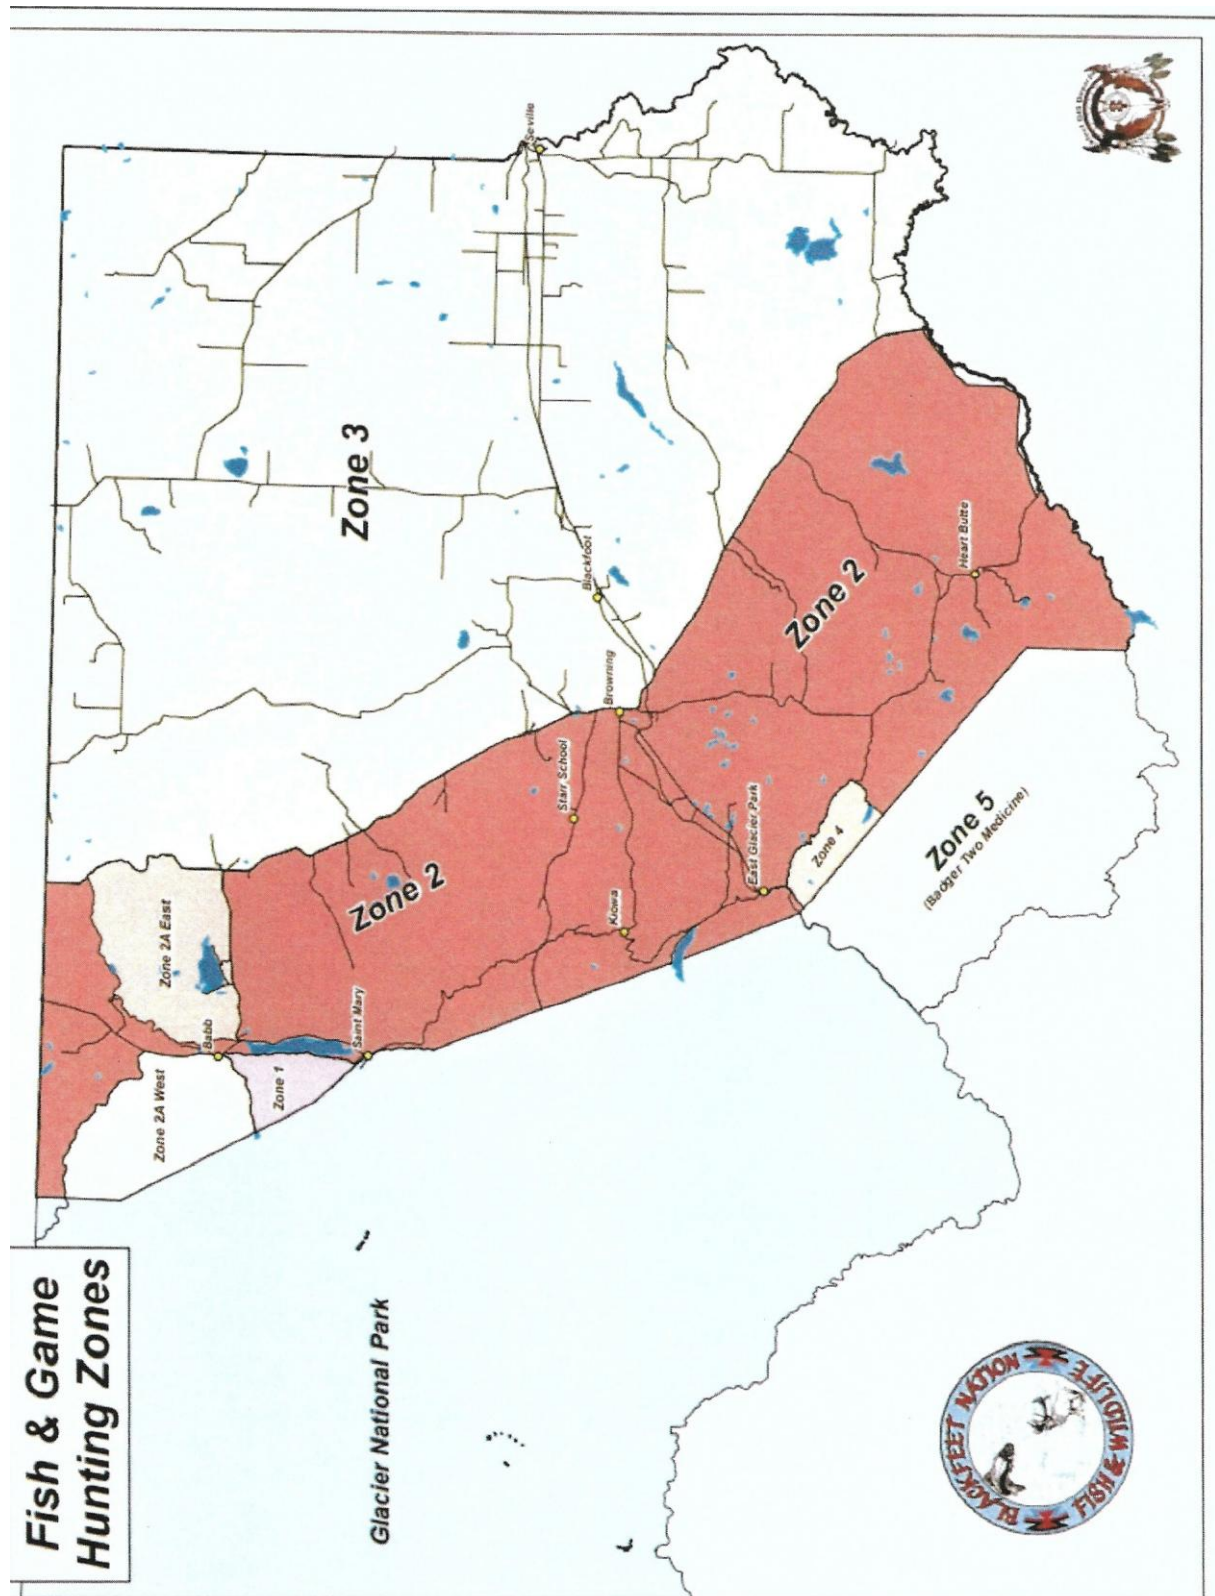 Fish & Game
Hunting Zones
Glacier National Park
Zone 2A West
Zone 1
Babb
Saint Mary
Zone 2A East
Zone 2
Kiowa
East Glacier Park
Starr School
Zone 4
Zone 5
(Badger Two Medicine)
Browning
Zone 2
Blackfoot
Heart Butte
Zone 3
Seville
BLACKFEET NATION
FISH & WILDLIFE